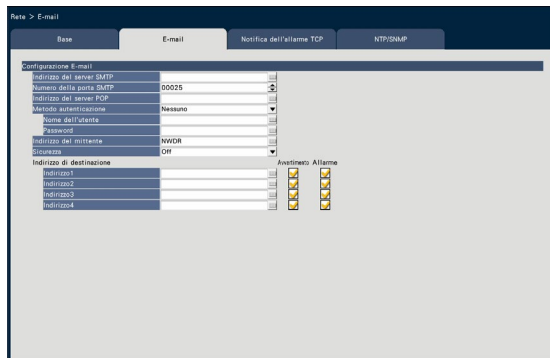 Rete > E-mail
Base E-mail Notifica dell'allarme TCP NTP/SNMP
Configurazione E-mail
Indirizzo del server SMTP
Numero della porta SMTP 00025
Indirizzo del server POP
Metodo autenticazione Nessuno
Nome dell'utente
Password
Indirizzo del mittente NWDR
Sicurezza Off
Indirizzo di destinazione Avvertimento Allarme
Indirizzo1
Indirizzo2
Indirizzo3
Indirizzo4